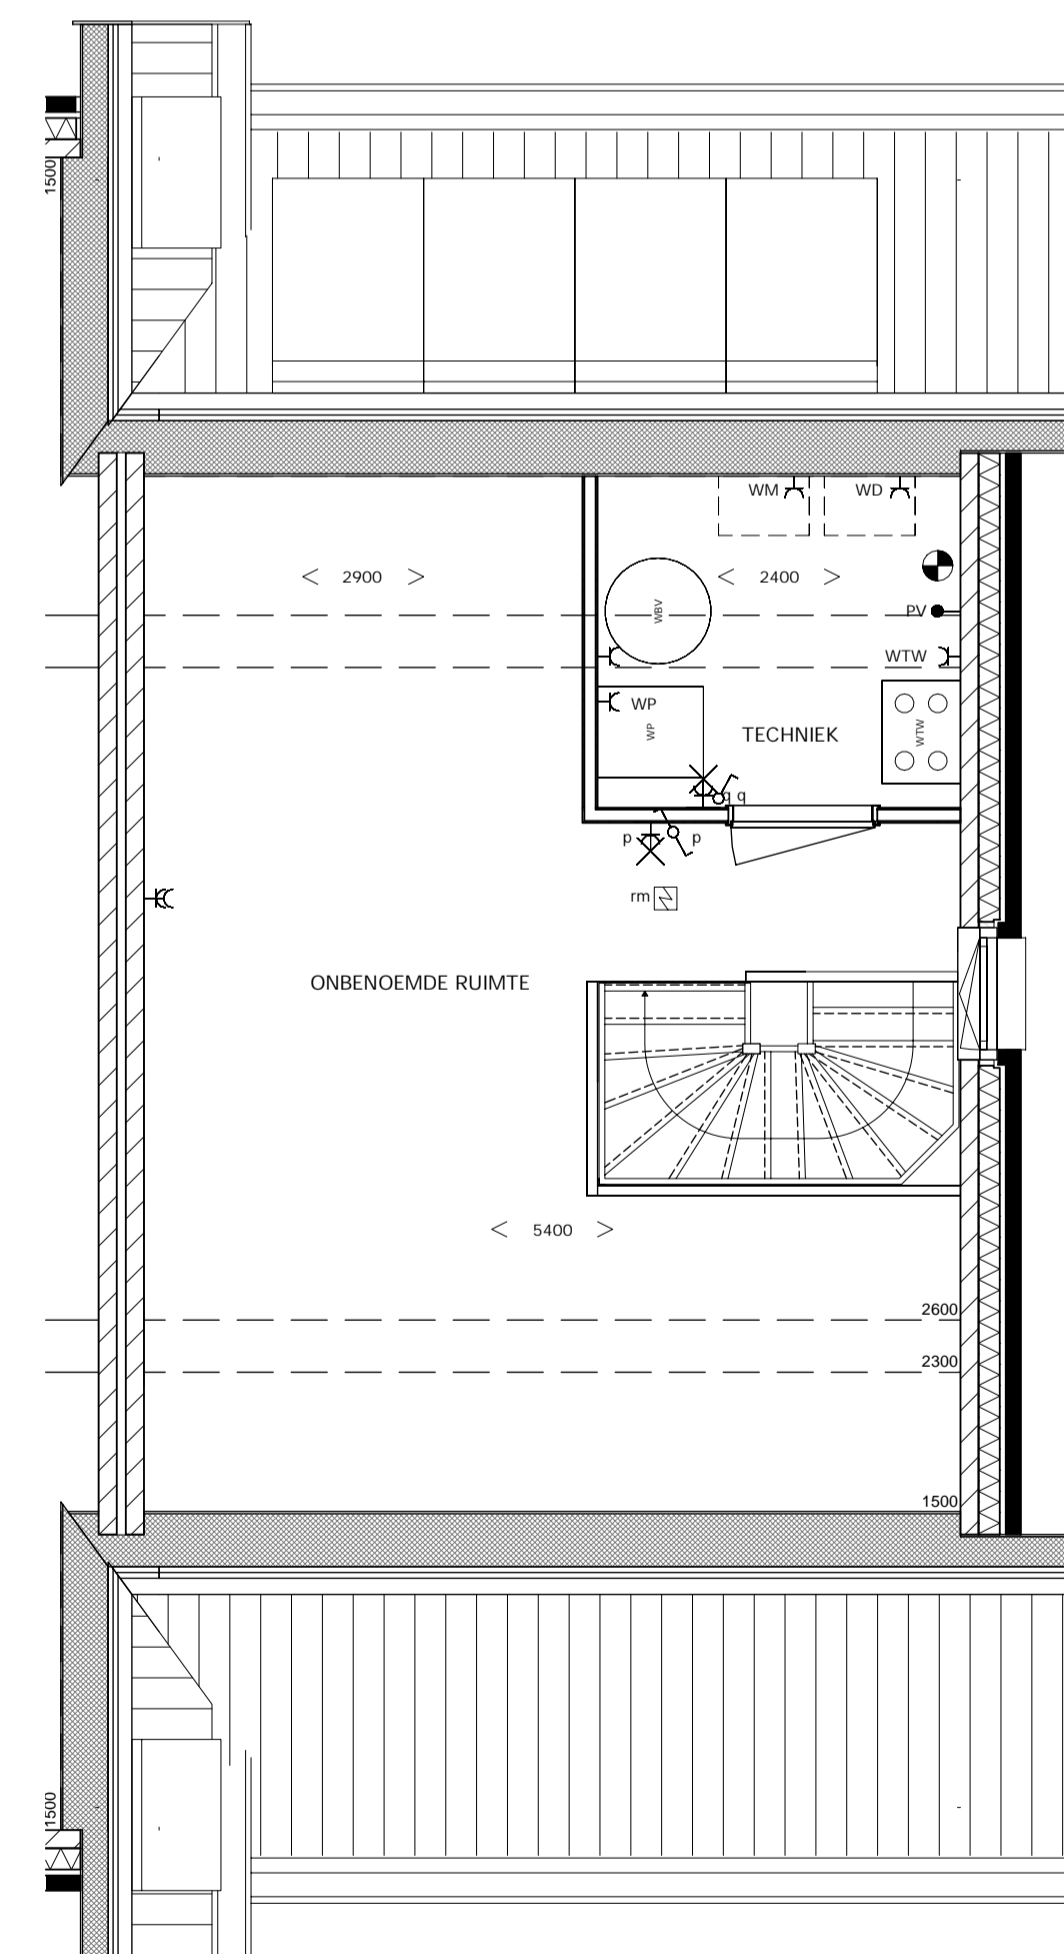 1500
WM
WD
< 2900 >
< 2400 >
WBV
PV
WTW
WP
WP
TECHNIEK
WTW
q q
p
p
rm
ONBENOEMDE RUIMTE
< 5400 >
2600
2300
1500
1500